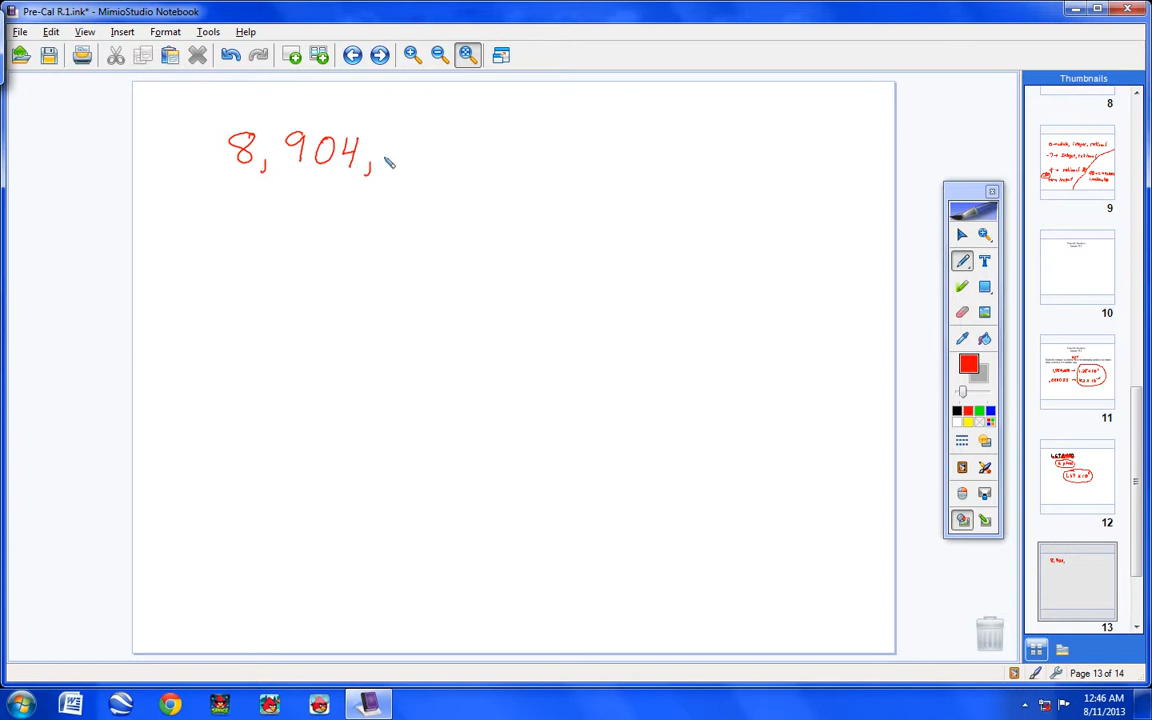 Pre-Cal R.1.ink* - MimioStudio Notebook
File Edit View Insert Format Tools Help
Thumbnails
8, 904,
8
9
10
11
12
13
Page 13 of 14
12:46 AM
8/11/2013